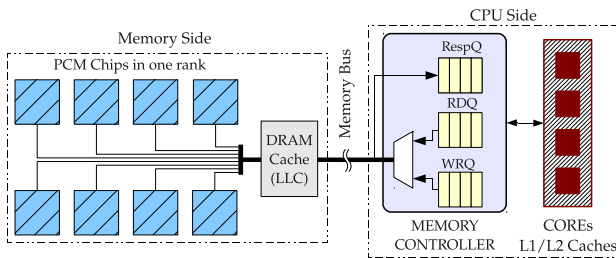 CPU Side
Memory Side
PCM Chips in one rank
Memory Bus
RespQ
RDQ
WRQ
DRAM
Cache
(LLC)
MEMORY
CONTROLLER
COREs
L1/L2 Caches